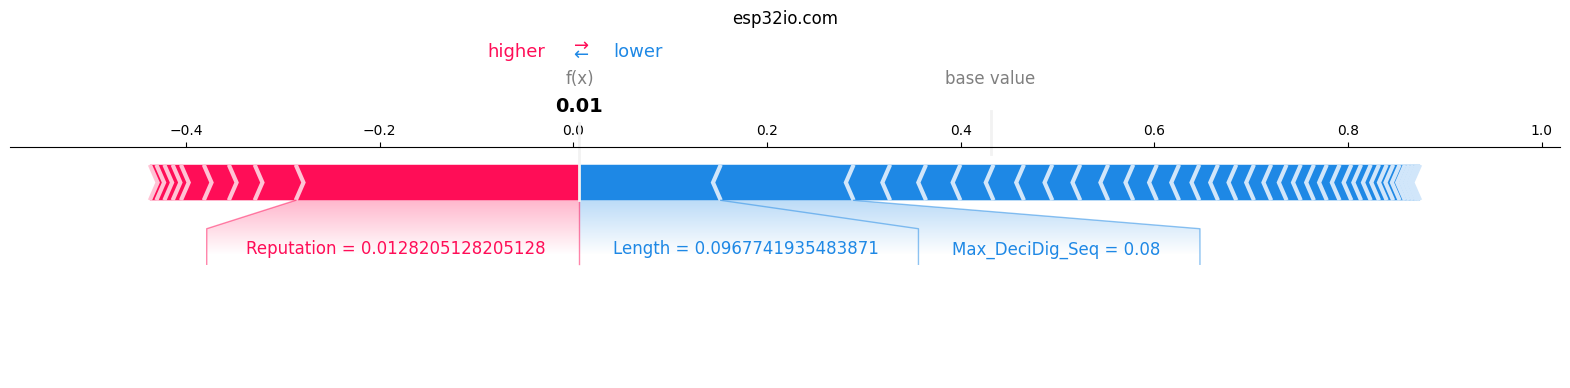 esp32io.com
higher ⇄ lower
f(x) base value
0.01
−0.4 −0.2 0.0 0.2 0.4 0.6 0.8 1.0
Reputation = 0.0128205128205128 Length = 0.0967741935483871 Max_DeciDig_Seq = 0.08